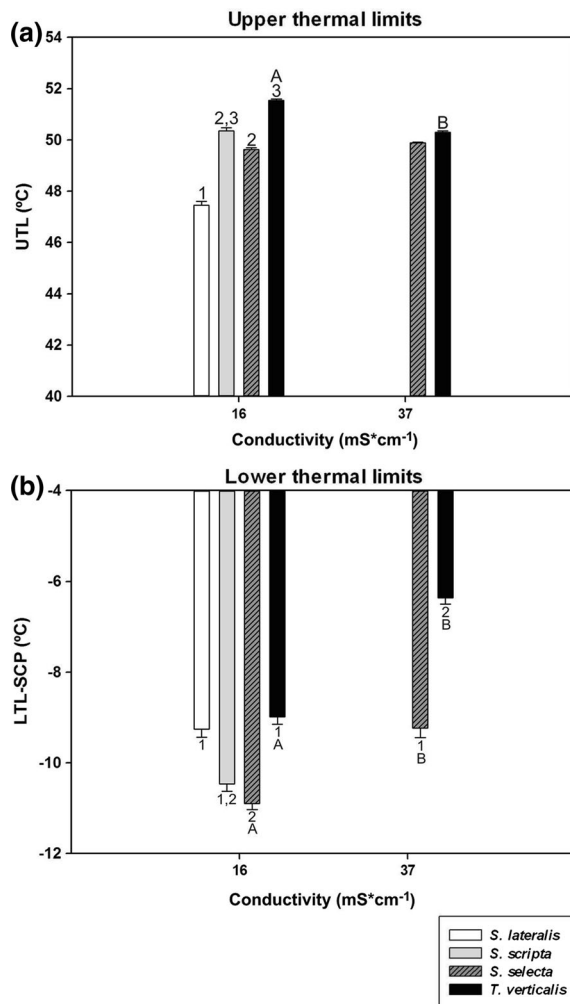 (a)
Upper thermal limits
54
52
50
48
46
44
42
40
UTL (ºC)
1
2,3
2
A
3
B
16
37
Conductivity (mS*cm-1)
(b)
Lower thermal limits
-4
-6
-8
-10
-12
LTL-SCP (ºC)
1
1,2
2
A
1
A
1
B
2
B
16
37
Conductivity (mS*cm-1)
S. lateralis
S. scripta
S. selecta
T. verticalis